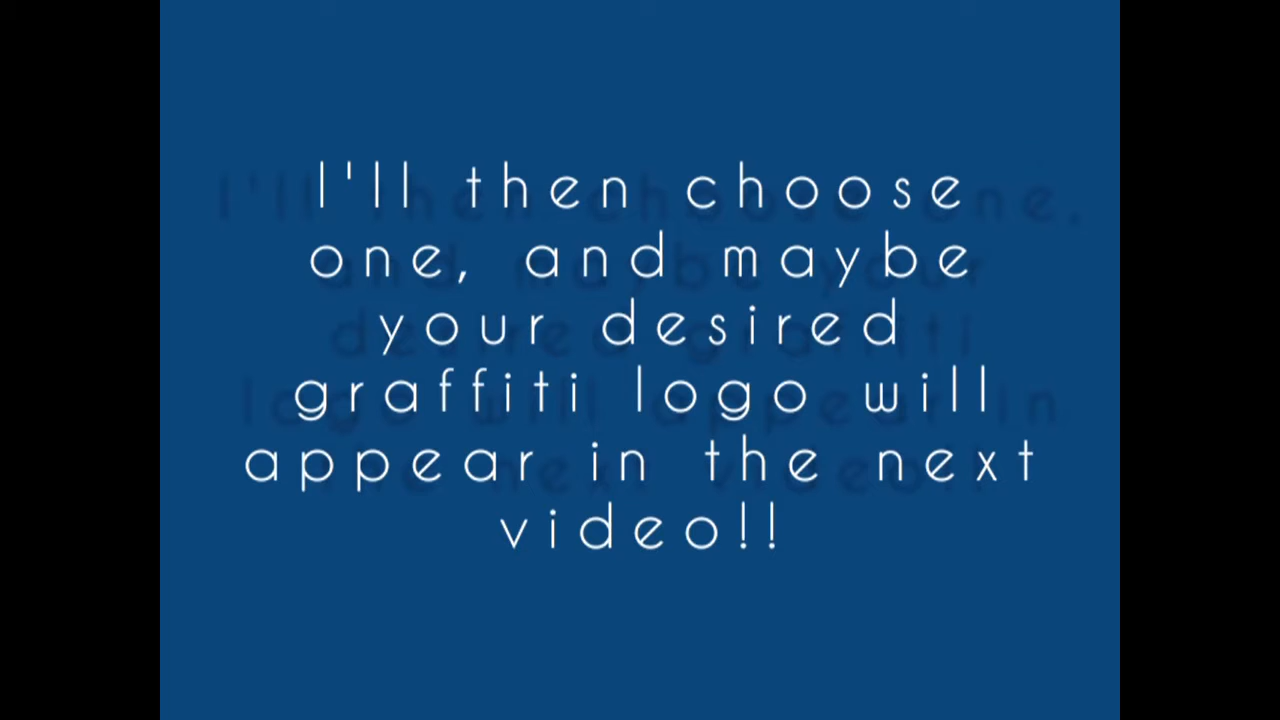 I'll then choose
one, and maybe
your desired
graffiti logo will
appear in the next
video!!